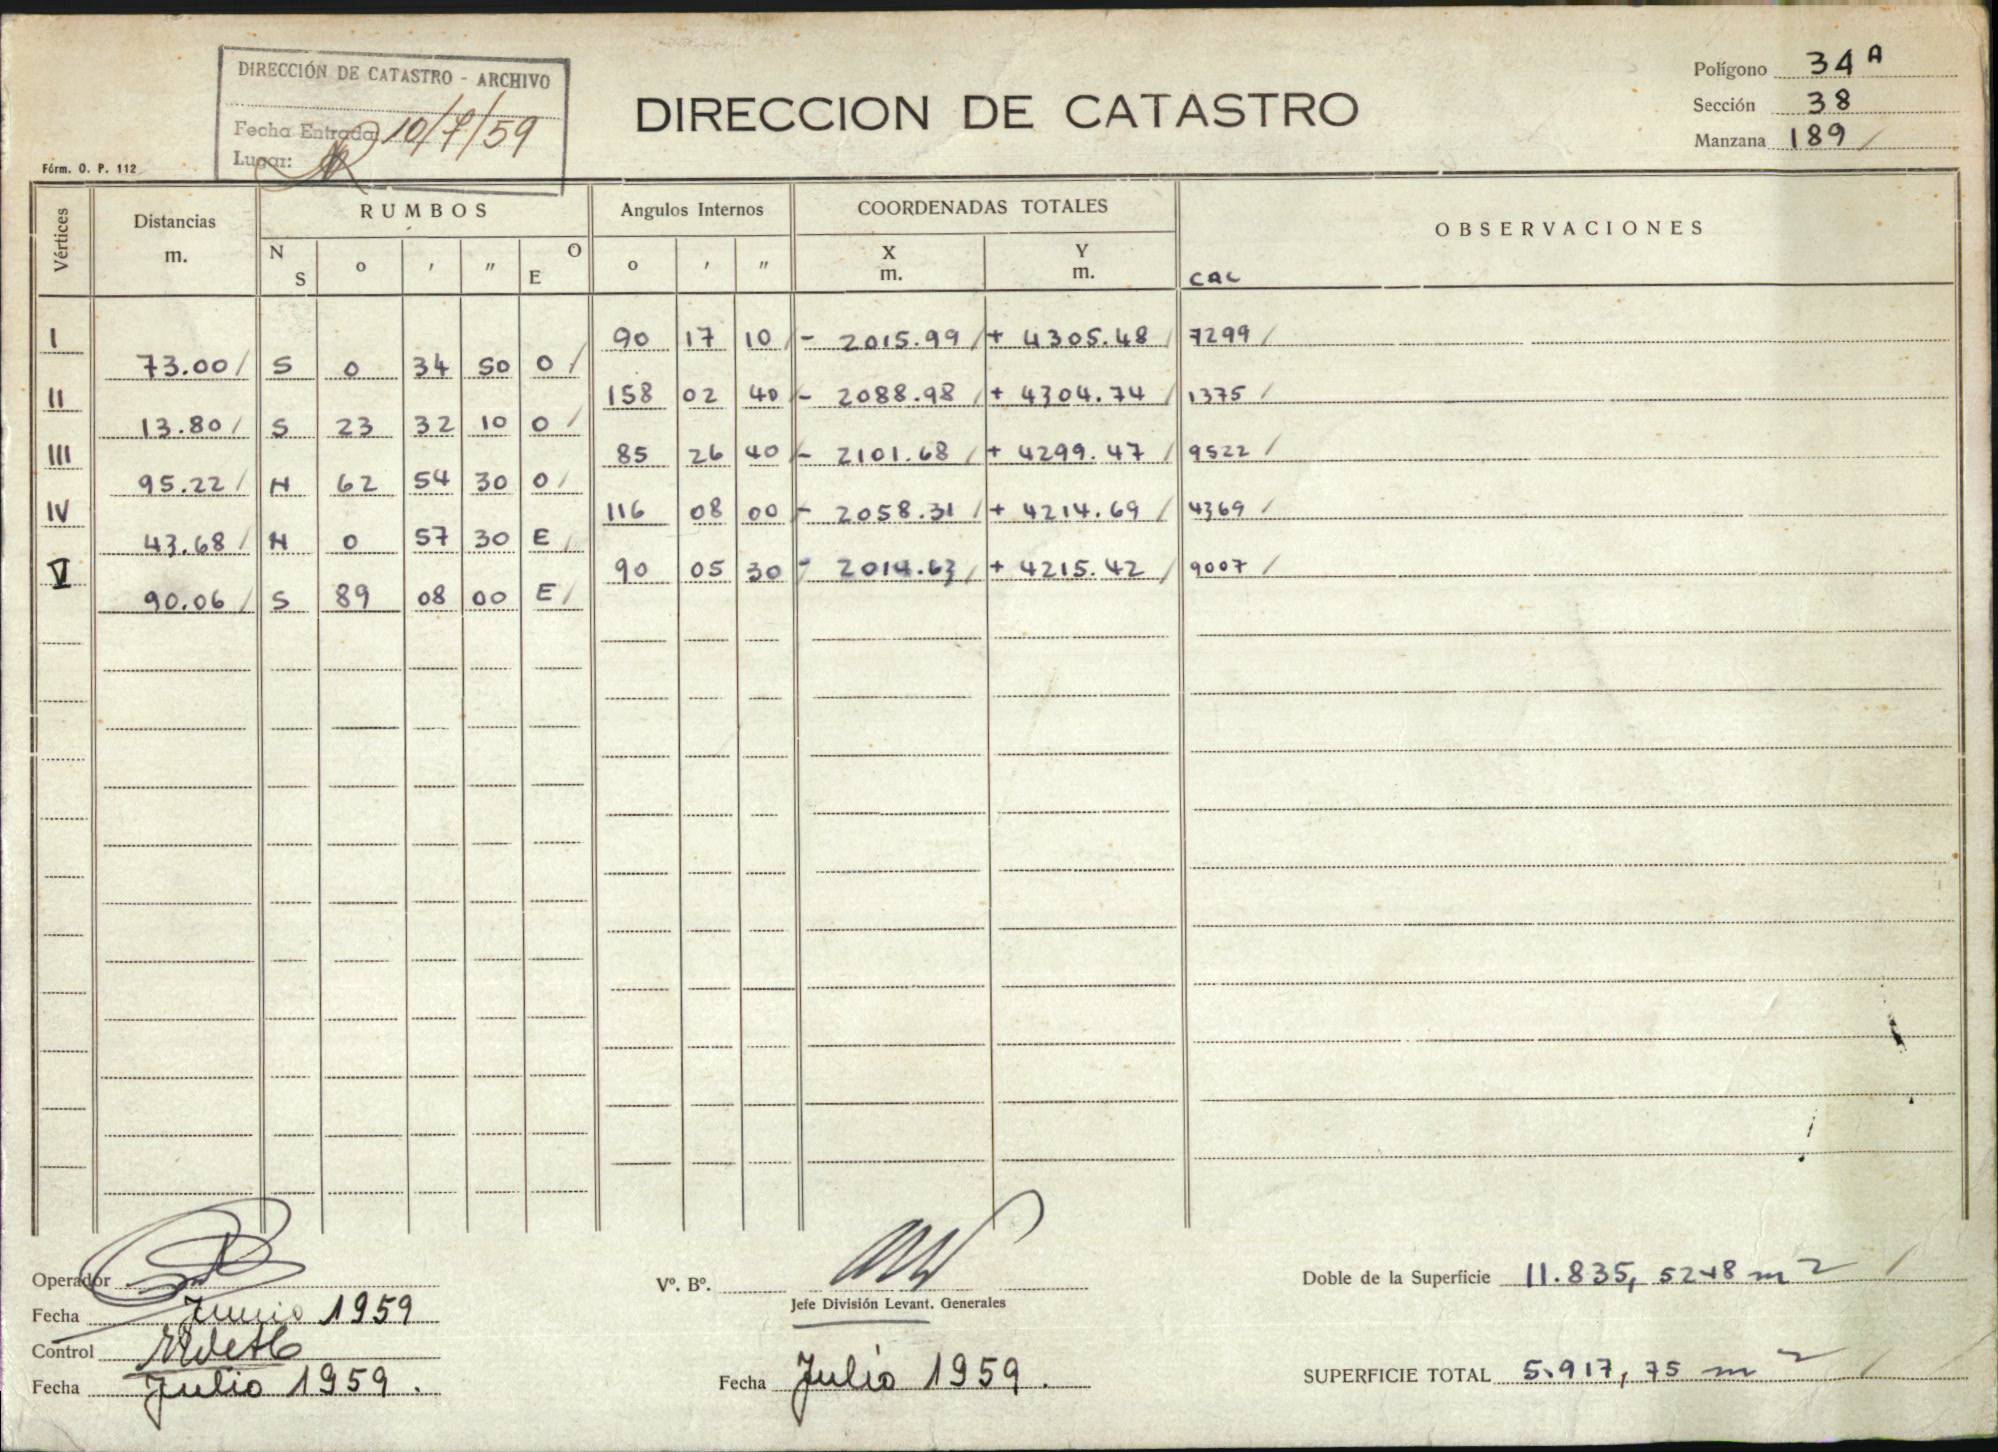 DIRECCIÓN DE CATASTRO - ARCHIVO
Fecha Entrada 10/7/59
Lugar:
DIRECCION DE CATASTRO
Polígono 34 A
Sección 38
Manzana 189 /
Fórm. O. P. 112
Vértices Distancias m. RUMBOS Angulos Internos COORDENADAS TOTALES OBSERVACIONES
N S o ' " O E o ' " X m. Y m. CAC
I 90 17 10 / - 2015.99 / + 4305.48 / 7299 /
73.00 / S 0 34 50 O /
II 158 02 40 / - 2088.98 / + 4304.74 / 1375 /
13.80 / S 23 32 10 O /
III 85 26 40 / - 2101.68 / + 4299.47 / 9522 /
95.22 / N 62 54 30 O /
IV 116 08 00 - 2058.31 / + 4214.69 / 4369 /
43.68 / N 0 57 30 E /
V 90 05 30 - 2014.63 / + 4215.42 / 9007 /
90.06 / S 89 08 00 E /
Operador
Fecha Junio 1959
Control
Fecha Julio 1959.
Vº. Bº.
Jefe División Levant. Generales
Fecha Julio 1959.
Doble de la Superficie 11.835, 5248 m2 /
SUPERFICIE TOTAL 5.917, 75 m2 /